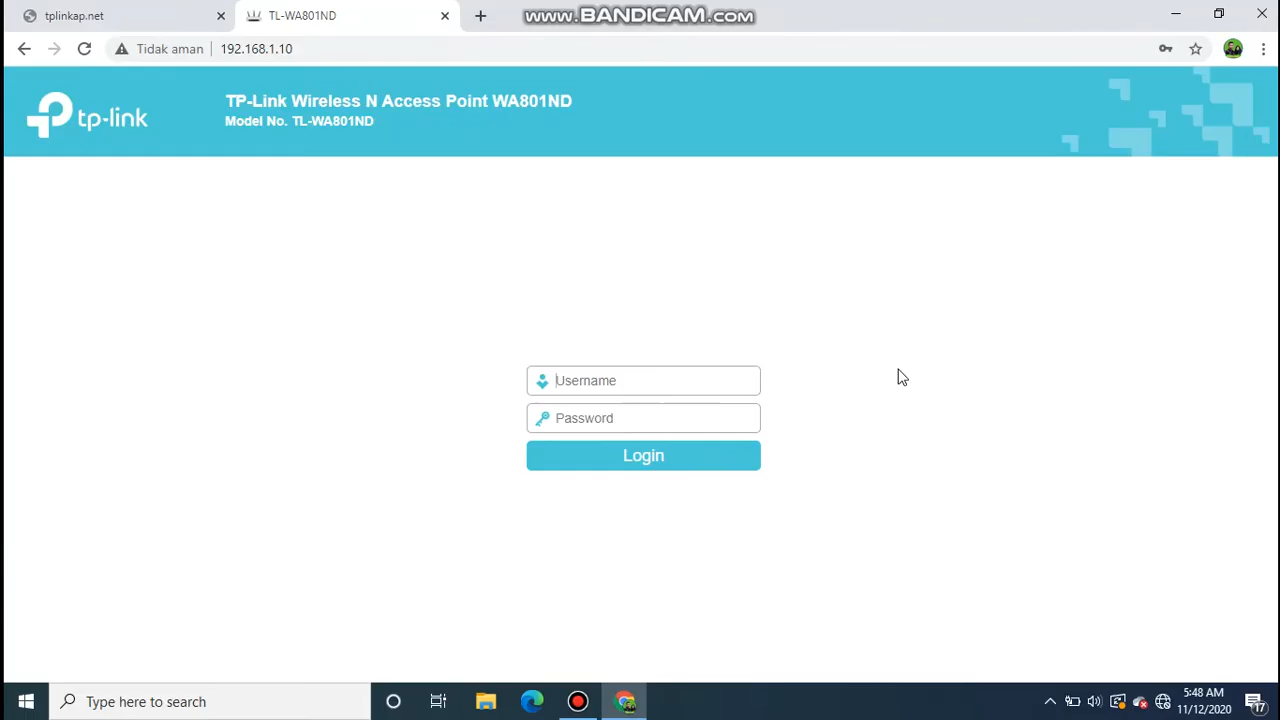 tplinkap.net
TL-WA801ND
www.BANDICAM.com
Tidak aman
192.168.1.10
tp-link
TP-Link Wireless N Access Point WA801ND
Model No. TL-WA801ND
Username
Password
Login
Type here to search
5:48 AM
11/12/2020
17